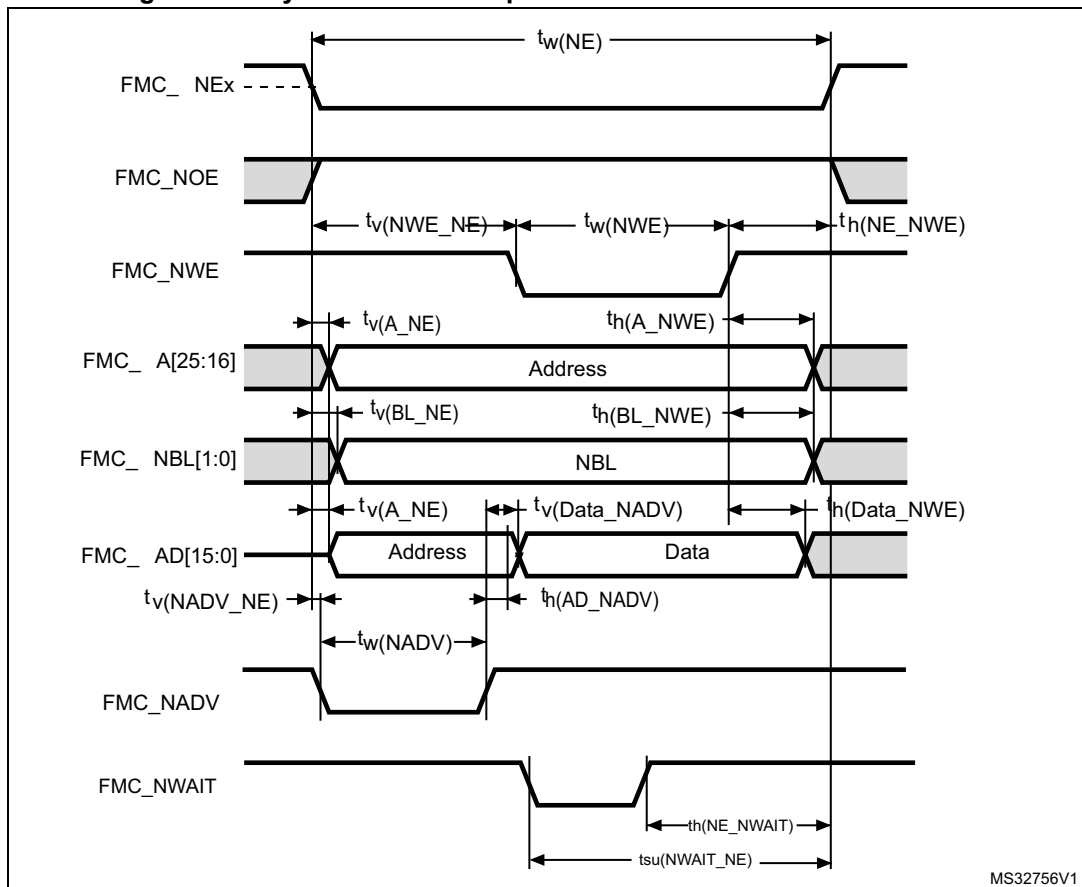 tw(NE)
FMC_ NEx
FMC_NOE
tv(NWE_NE)
tw(NWE)
th(NE_NWE)
FMC_NWE
tv(A_NE)
th(A_NWE)
FMC_ A[25:16]
Address
tv(BL_NE)
th(BL_NWE)
FMC_ NBL[1:0]
NBL
tv(A_NE)
tv(Data_NADV)
th(Data_NWE)
FMC_ AD[15:0]
Address
Data
tv(NADV_NE)
th(AD_NADV)
tw(NADV)
FMC_NADV
FMC_NWAIT
th(NE_NWAIT)
tsu(NWAIT_NE)
MS32756V1